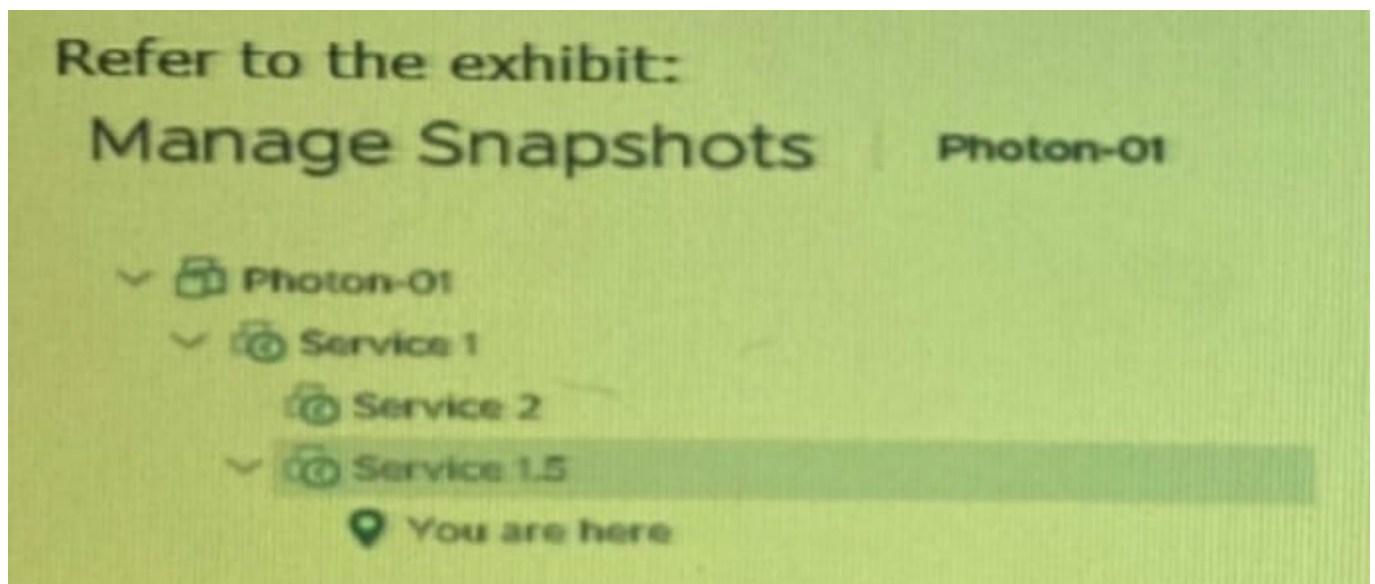 Refer to the exhibit:
Manage Snapshots Photon-01
Photon-01
Service 1
Service 2
Service 1.5
You are here